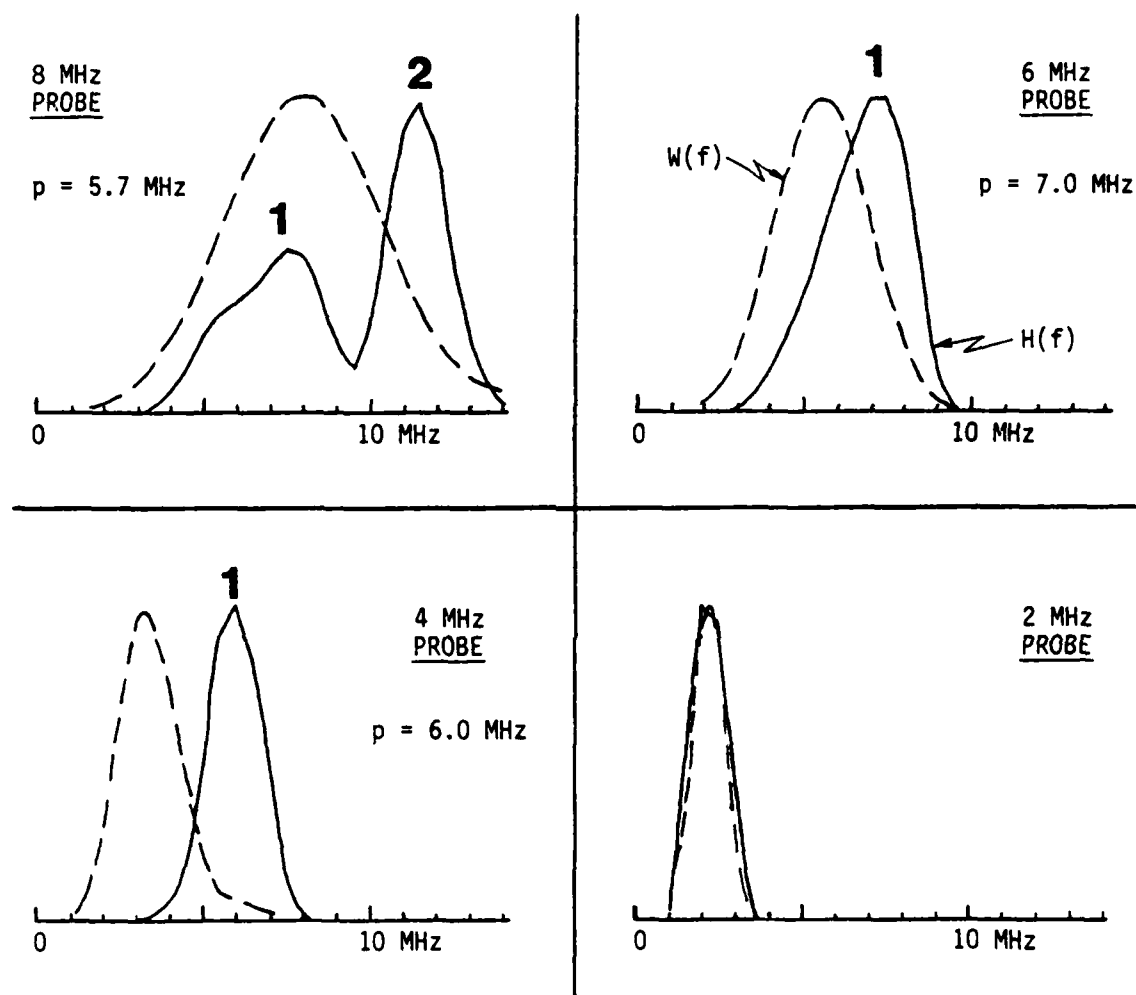 8 MHz
PROBE
p = 5.7 MHz
1
2
0
10 MHz
6 MHz
PROBE
p = 7.0 MHz
1
W(f)
H(f)
0
10 MHz
4 MHz
PROBE
p = 6.0 MHz
1
0
10 MHz
2 MHz
PROBE
0
10 MHz